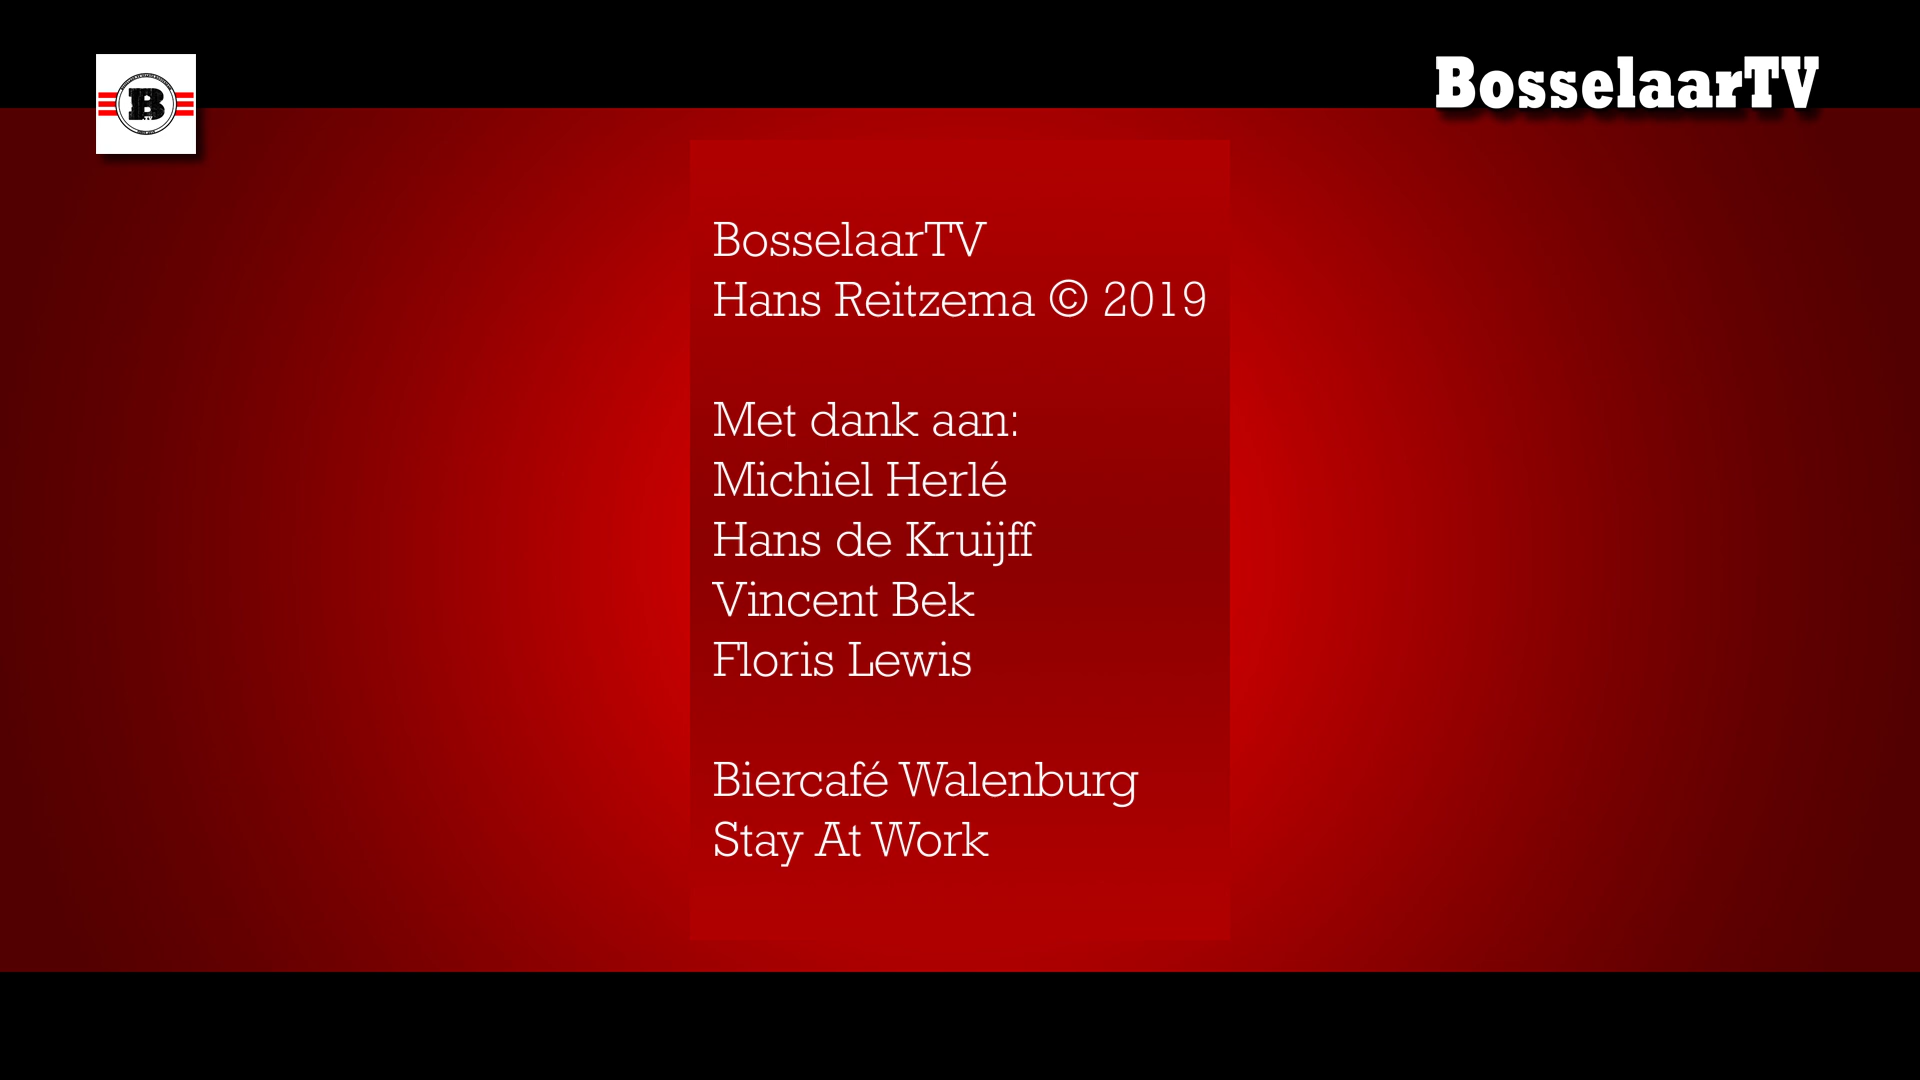 B
TV
BosselaarTV
BosselaarTV
Hans Reitzema © 2019
Met dank aan:
Michiel Herlé
Hans de Kruijff
Vincent Bek
Floris Lewis
Biercafé Walenburg
Stay At Work